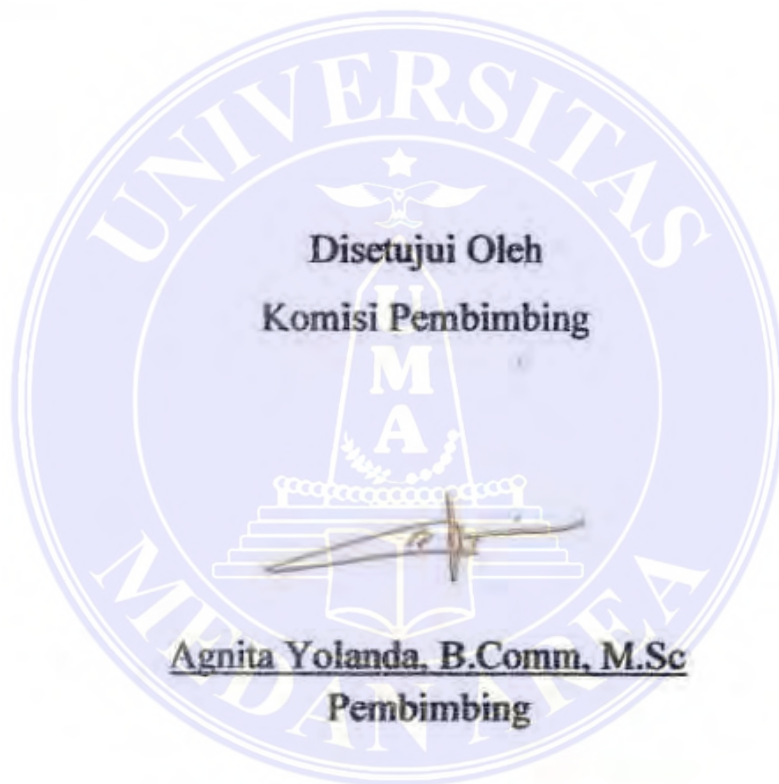 UNIVERSITAS
Disetujui Oleh
Komisi Pembimbing
U
M
A
Agnita Yolanda, B.Comm, M.Sc
Pembimbing
MEDAN AREA